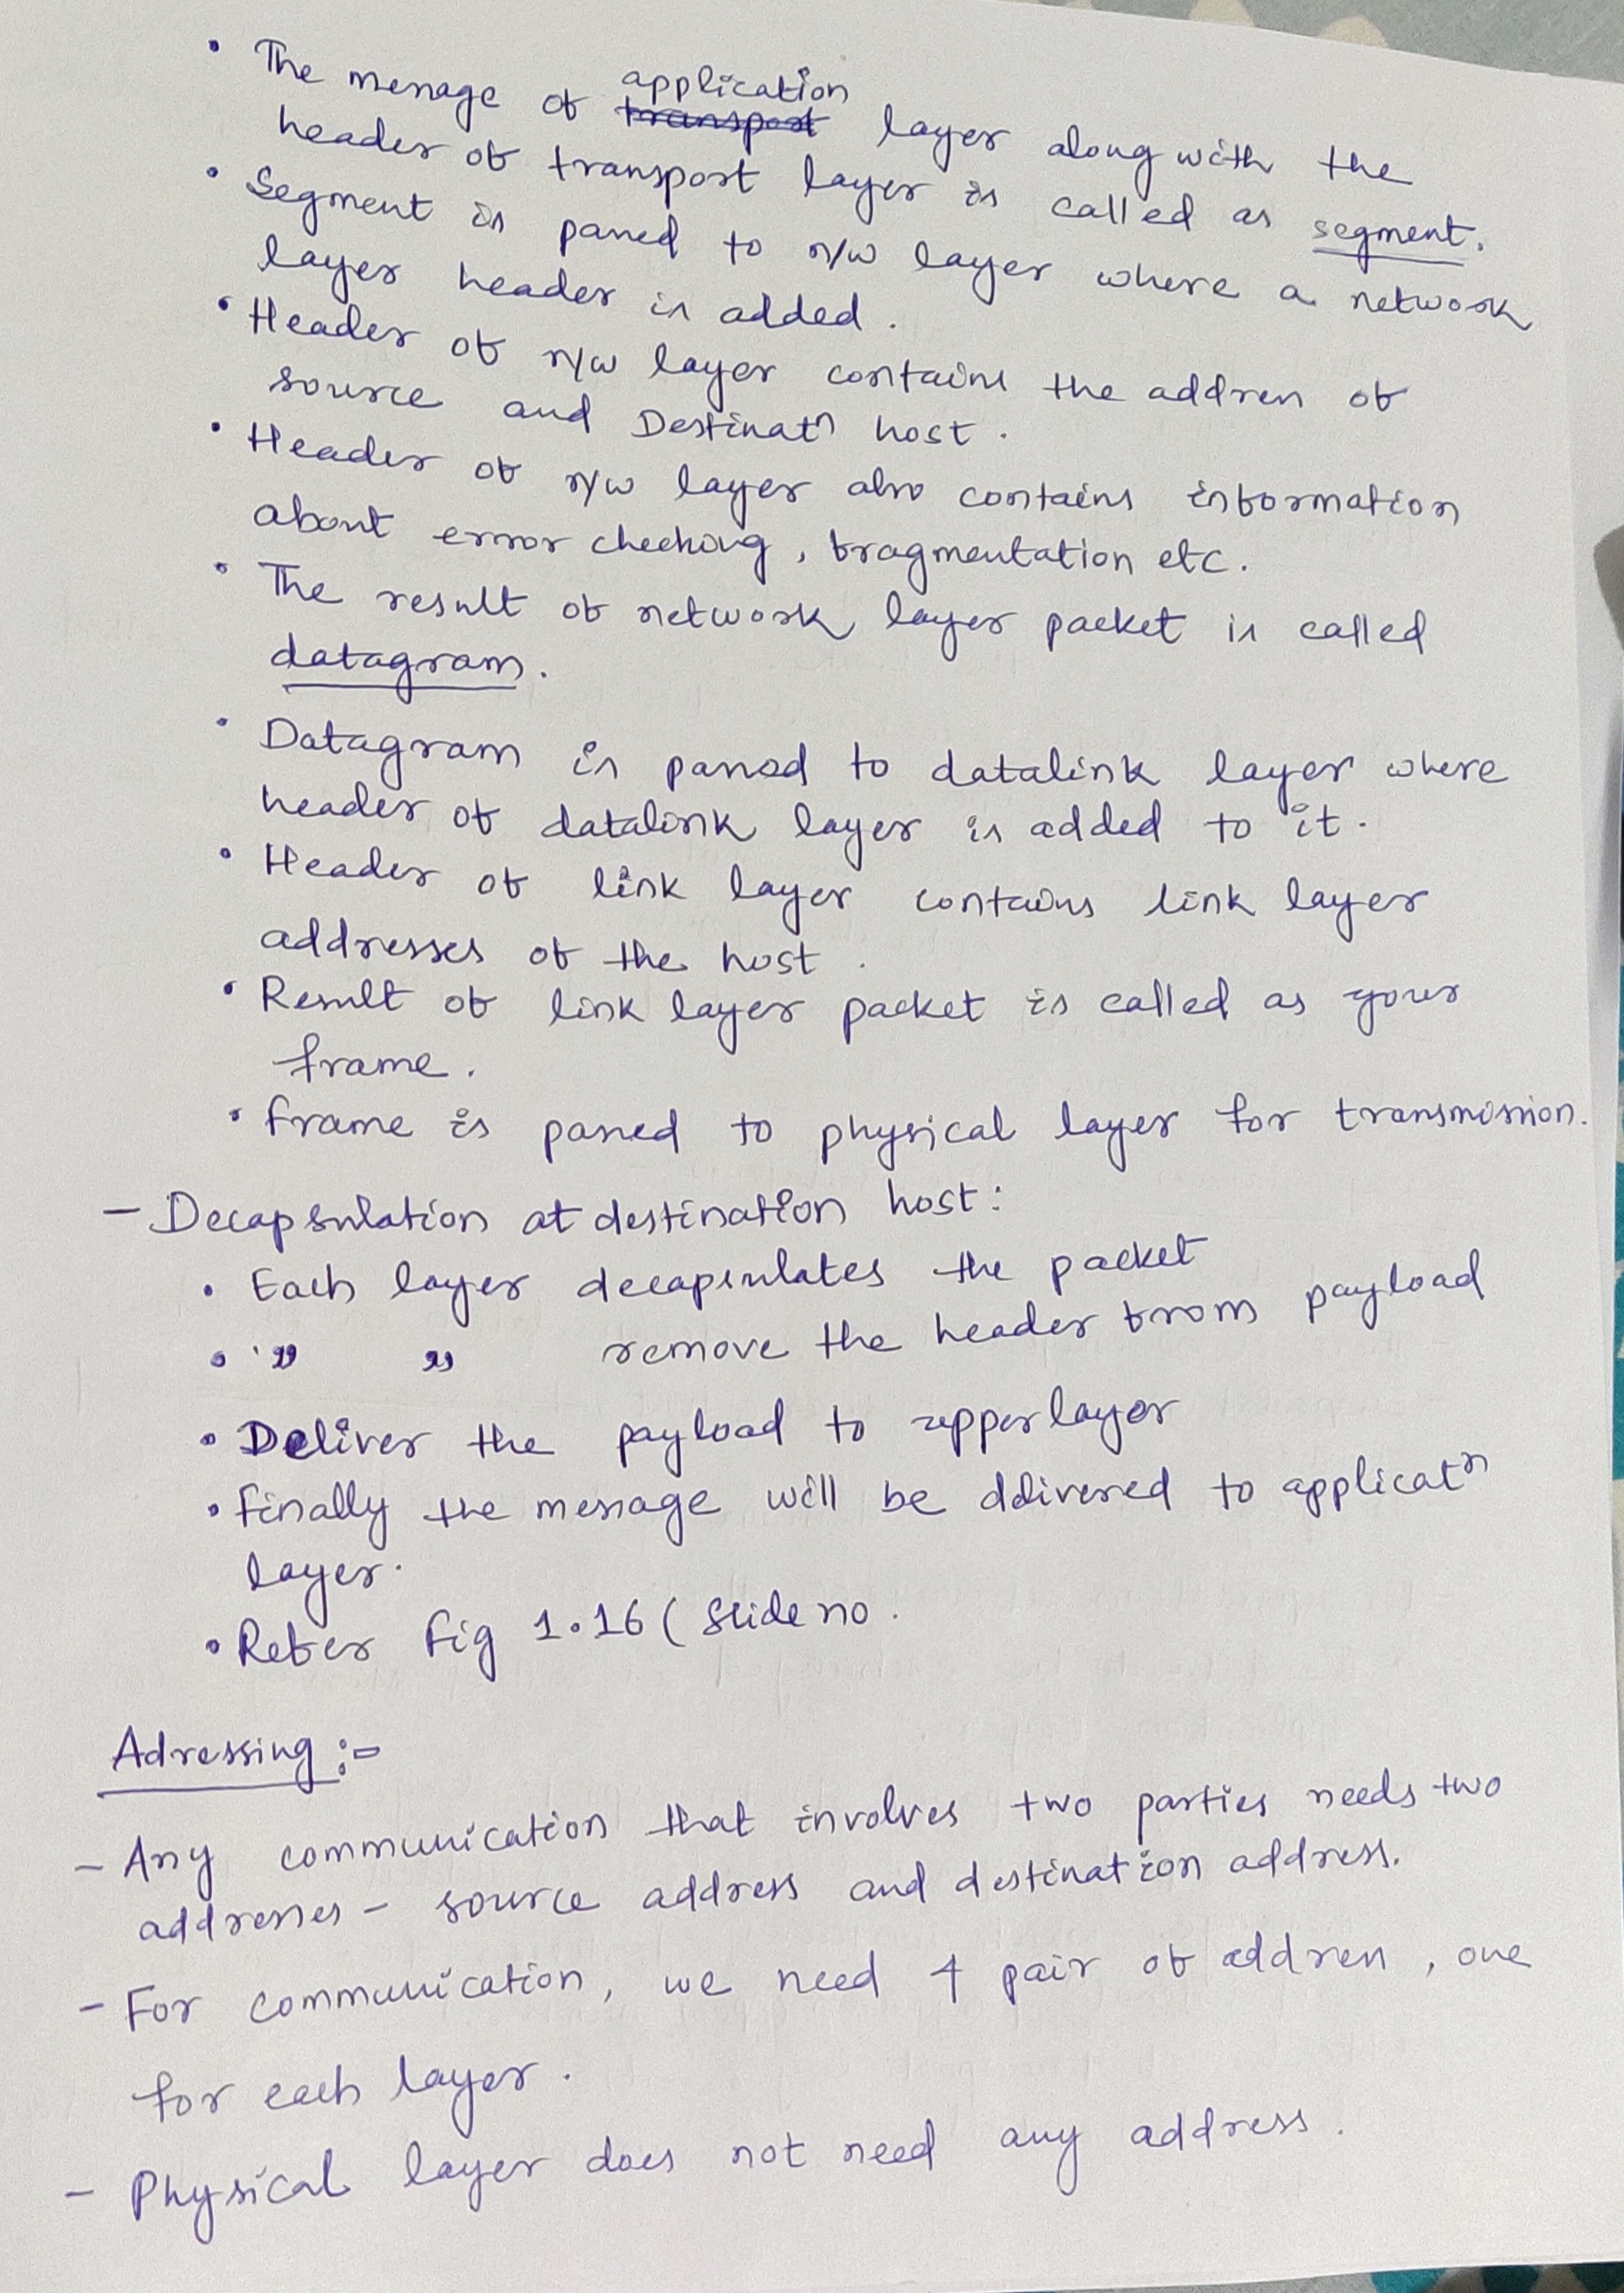 • The message of application
transport layer along with the
header of transport layer is called as segment.
• Segment is passed to n/w layer where a network
layer header is added.
• Header of n/w layer contains the address of
source and Destinatn host.
• Header of n/w layer also contains information
about error checking, fragmentation etc.
• The result of network layer packet is called
datagram.
• Datagram is passed to datalink layer where
header of datalink layer is added to it.
• Header of link layer contains link layer
addresses of the host.
• Result of link layer packet is called as your
frame.
• Frame is passed to physical layer for transmission.
- Decapsulation at destination host:
• Each layer decapsulates the packet
• " " remove the header from payload
• Deliver the payload to upper layer
• Finally the message will be delivered to applicatn
layer.
• Refer Fig 1.16 ( Slide no.
Adressing :-
- Any communication that involves two parties needs two
addresses - source address and destination address.
- For communication, we need 4 pair of address, one
for each layer.
- Physical layer does not need any address.